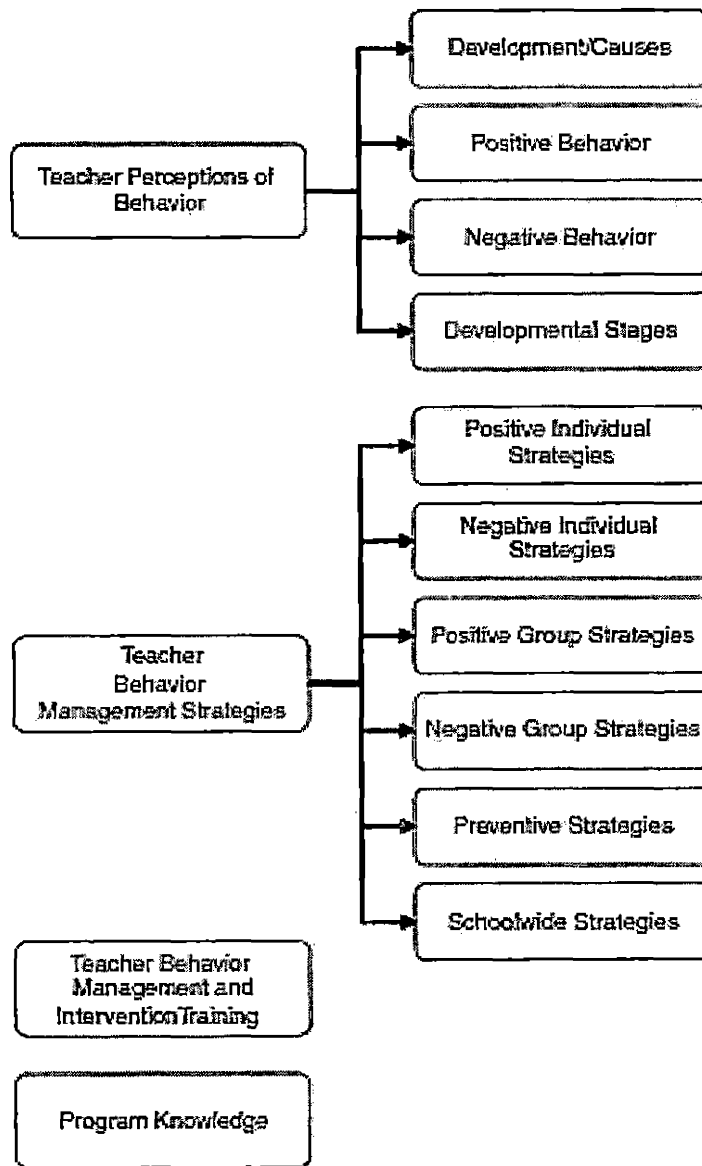 Development/Causes
Positive Behavior
Teacher Perceptions of
Behavior
Negative Behavior
Developmental Stages
Positive Individual
Strategies
Negative Individual
Strategies
Positive Group Strategies
Teacher
Behavior
Management Strategies
Negative Group Strategies
Preventive Strategies
Schoolwide Strategies
Teacher Behavior
Management and
Intervention Training
Program Knowledge